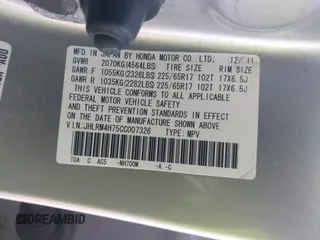 MFD. IN JAPAN BY HONDA MOTOR CO.,LTD. 12/11
GVWR 2070KG(4564LBS) TIRE SIZE RIM SIZE
GAWR F 1055KG(2326LBS) 225/65R17 102T 17X6.5J
GAWR R 1035KG(2282LBS) 225/65R17 102T 17X6.5J
THIS VEHICLE CONFORMS TO ALL APPLICABLE
FEDERAL MOTOR VEHICLE SAFETY AND
THEFT PREVENTION STANDARDS IN EFFECT ON
THE DATE OF MANUFACTURE SHOWN ABOVE
V.I.N:JHLRM4H75CC007326 TYPE: MPV
T0A C AC5 -NH700M -A -C
DREAMBID